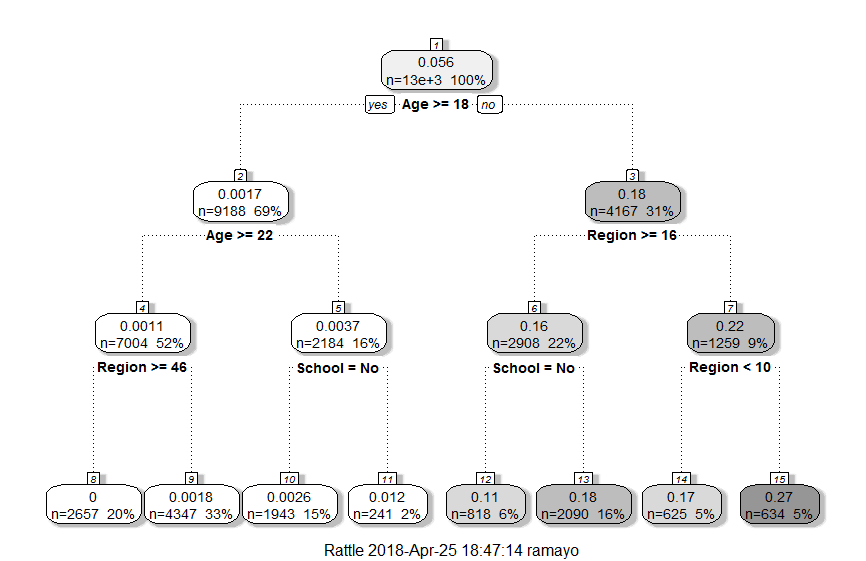 1
0.056
n=13e+3 100%
yes Age >= 18 no
2 3
0.0017 0.18
n=9188 69% n=4167 31%
Age >= 22 Region >= 16
4 5 6 7
0.0011 0.0037 0.16 0.22
n=7004 52% n=2184 16% n=2908 22% n=1259 9%
Region >= 46 School = No School = No Region < 10
8 9 10 11 12 13 14 15
0 0.0018 0.0026 0.012 0.11 0.18 0.17 0.27
n=2657 20% n=4347 33% n=1943 15% n=241 2% n=818 6% n=2090 16% n=625 5% n=634 5%
Rattle 2018-Apr-25 18:47:14 ramayo